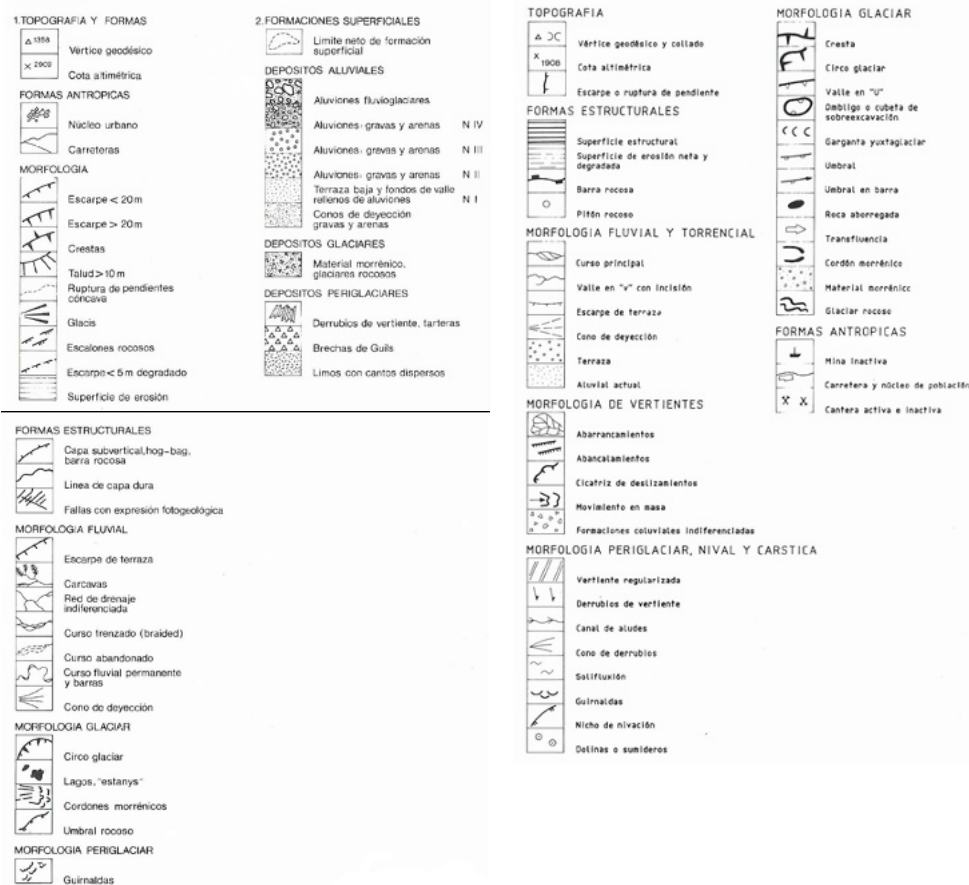 1.TOPOGRAFIA Y FORMAS
△ 1358
Vértice geodésico
× 2909
Cota altimétrica
FORMAS ANTROPICAS
Núcleo urbano
Carreteras
MORFOLOGIA
Escarpe < 20m
Escarpe > 20m
Crestas
Talud > 10m
Ruptura de pendientes
cóncava
Glacis
Escalones rocosos
Escarpe < 5m degradado
Superficie de erosión
2.FORMACIONES SUPERFICIALES
Limite neto de formación
superficial
DEPOSITOS ALUVIALES
Aluviones fluvioglaciares
Aluviones: gravas y arenas N IV
Aluviones: gravas y arenas N III
Aluviones: gravas y arenas N II
Terraza baja y fondos de valle
rellenos de aluviones N I
Conos de deyección
gravas y arenas
DEPOSITOS GLACIARES
Material morrénico,
glaciares rocosos
DEPOSITOS PERIGLACIARES
Derrubios de vertiente, tarteras
Brechas de Guils
Limos con cantos dispersos
FORMAS ESTRUCTURALES
Capa subvertical,hog-bag,
barra rocosa
Linea de capa dura
Fallas con expresión fotogeológica
MORFOLOGIA FLUVIAL
Escarpe de terraza
Carcavas
Red de drenaje
indiferenciada
Curso trenzado (braided)
Curso abandonado
Curso fluvial permanente
y barras
Cono de deyección
MORFOLOGIA GLACIAR
Circo glaciar
Lagos, "estanys"
Cordones morrénicos
Umbral rocoso
MORFOLOGIA PERIGLACIAR
Guirnaldas
TOPOGRAFIA
Vértice geodésico y collado
× 1908
Cota altimétrica
Escarpe o ruptura de pendiente
FORMAS ESTRUCTURALES
Superficie estructural
Superficie de erosión neta y
degradada
Barra rocosa
Pitón rocoso
MORFOLOGIA FLUVIAL Y TORRENCIAL
Curso principal
Valle en "v" con incisión
Escarpe de terraza
Cono de deyección
Terraza
Aluvial actual
MORFOLOGIA DE VERTIENTES
Abarrancamientos
Abancalamientos
Cicatriz de deslizamientos
Movimiento en masa
Formaciones coluviales indiferenciadas
MORFOLOGIA PERIGLACIAR, NIVAL Y CARSTICA
Vertiente regularizada
Derrubios de vertiente
Canal de aludes
Cono de derrubios
Solifluxión
Guirnaldas
Nicho de nivación
Dolinas o sumideros
MORFOLOGIA GLACIAR
Cresta
Circo glaciar
Valle en "U"
Ombligo o cubeta de
sobreexcavación
Garganta yuxtaglaciar
Umbral
Umbral en barra
Roca aborregada
Transfluencia
Cordón morrénico
Material morrénico
Glaciar rocoso
FORMAS ANTROPICAS
Mina inactiva
Carretera y núcleo de población
Cantera activa e inactiva